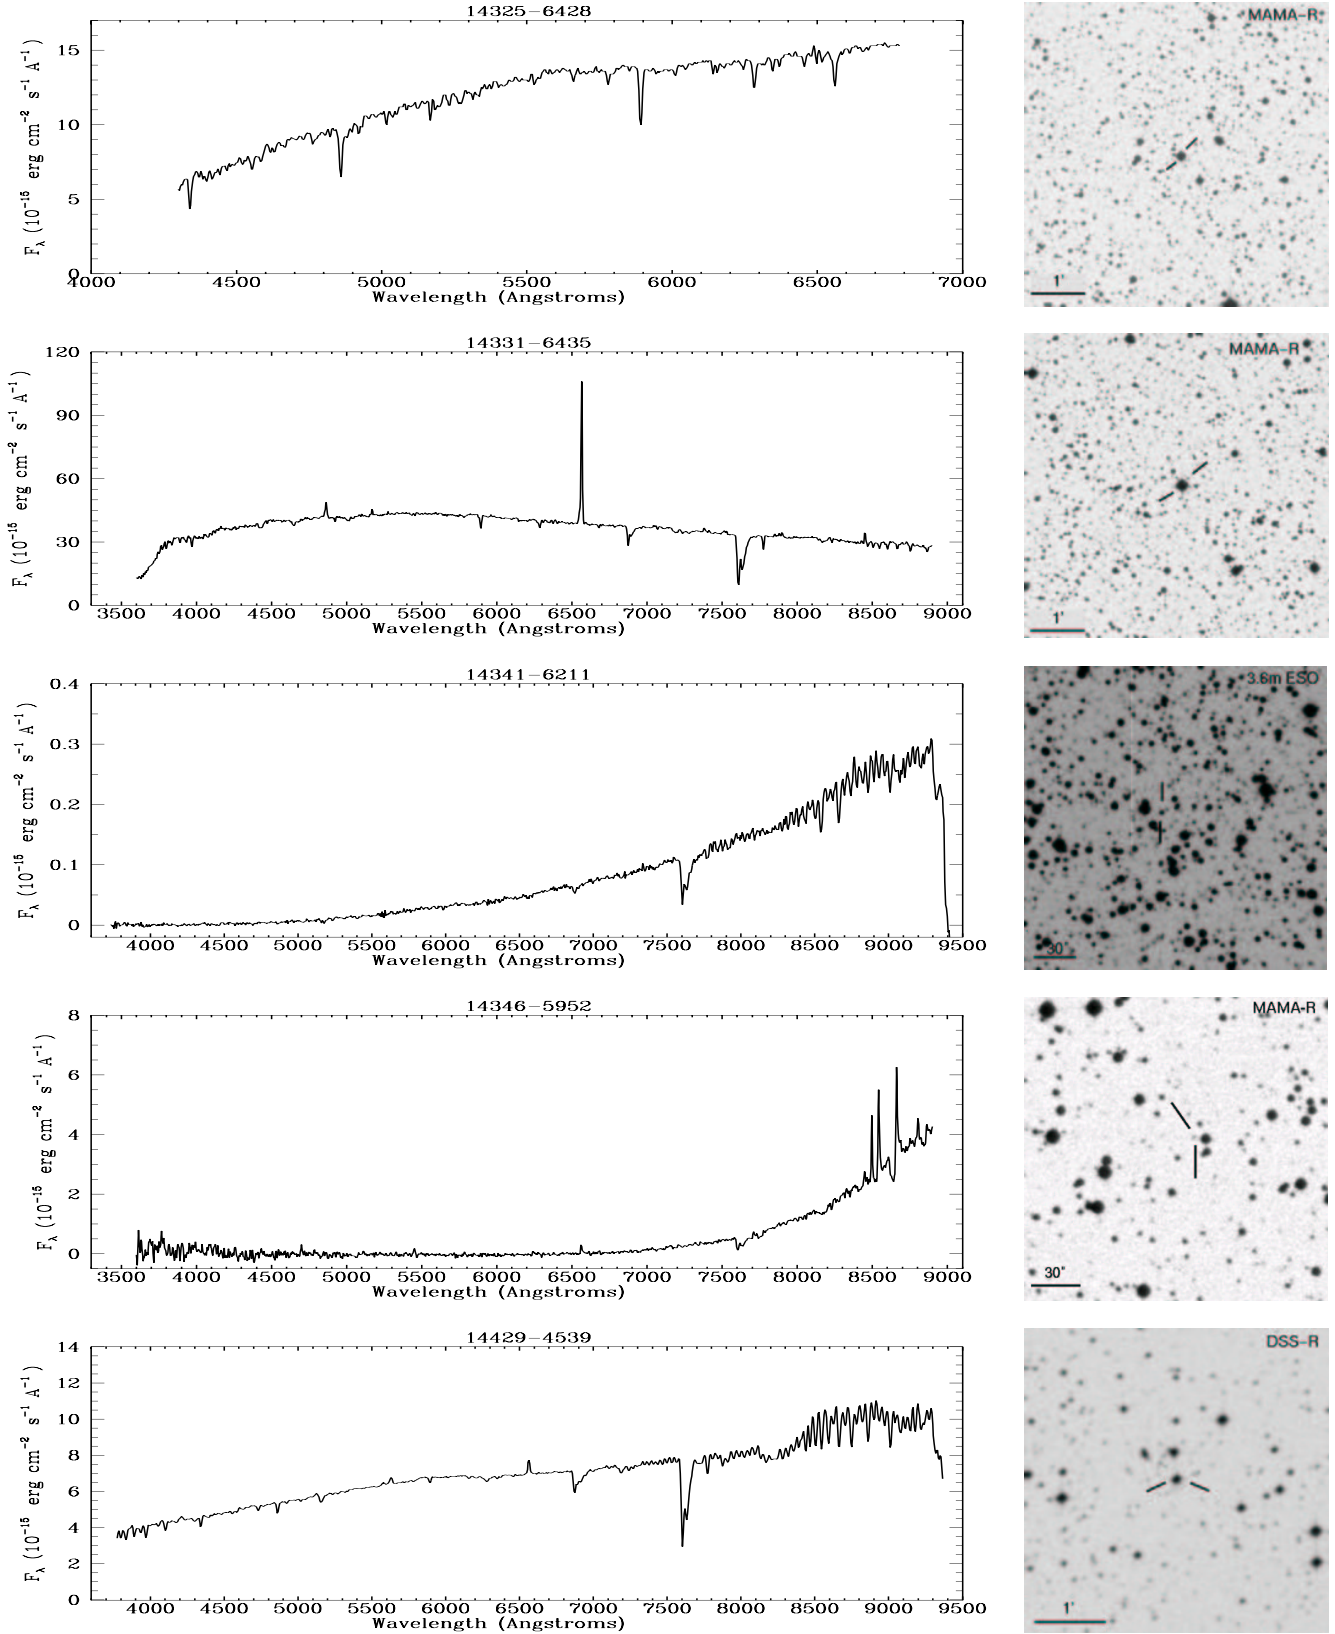 14325−6428
MAMA−R
15
10
5
0
F_λ (10⁻¹⁵ erg cm⁻² s⁻¹ A⁻¹)
4000 4500 5000 5500 6000 6500 7000
Wavelength (Angstroms)
1'
14331−6435
MAMA−R
120
90
60
30
0
F_λ (10⁻¹⁵ erg cm⁻² s⁻¹ A⁻¹)
3500 4000 4500 5000 5500 6000 6500 7000 7500 8000 8500 9000
Wavelength (Angstroms)
1'
14341−6211
3.6m ESO
0.4
0.3
0.2
0.1
0
F_λ (10⁻¹⁵ erg cm⁻² s⁻¹ A⁻¹)
4000 4500 5000 5500 6000 6500 7000 7500 8000 8500 9000 9500
Wavelength (Angstroms)
30"
14346−5952
MAMA-R
8
6
4
2
0
F_λ (10⁻¹⁵ erg cm⁻² s⁻¹ A⁻¹)
3500 4000 4500 5000 5500 6000 6500 7000 7500 8000 8500 9000
Wavelength (Angstroms)
30"
14429−4539
DSS−R
14
12
10
8
6
4
2
0
F_λ (10⁻¹⁵ erg cm⁻² s⁻¹ A⁻¹)
4000 4500 5000 5500 6000 6500 7000 7500 8000 8500 9000 9500
Wavelength (Angstroms)
1'